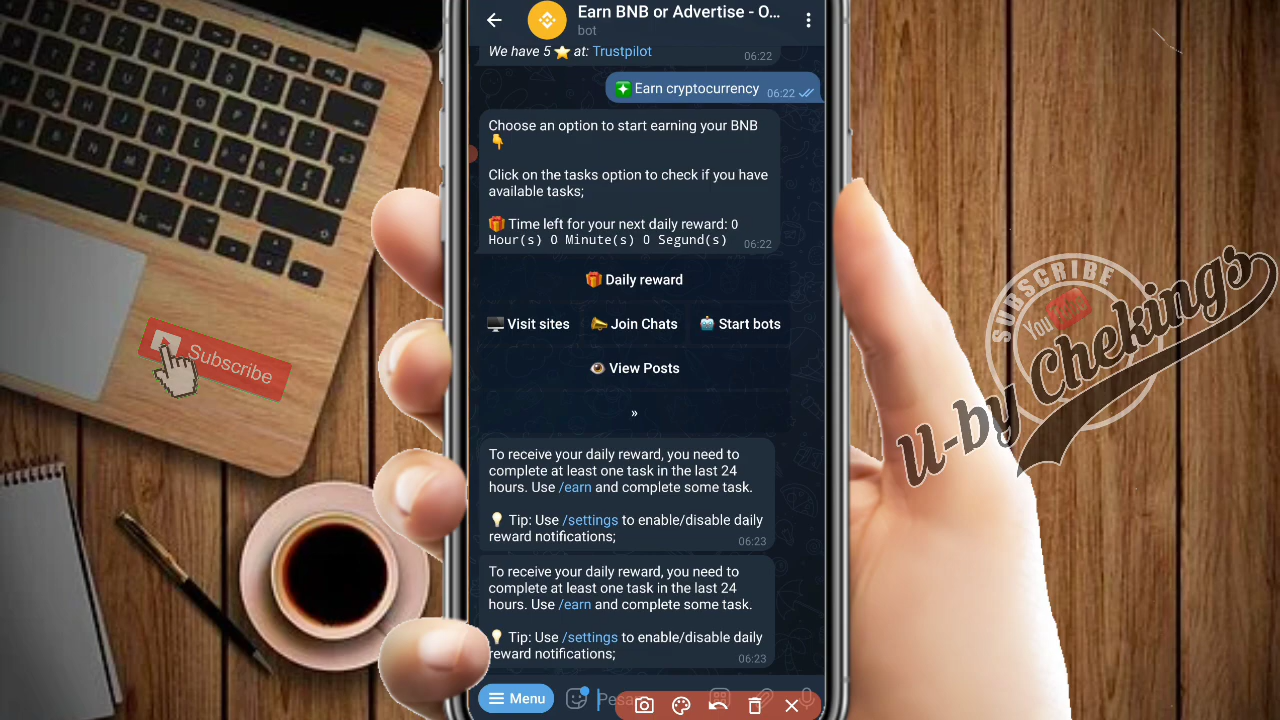 Earn BNB or Advertise - O...
bot
We have 5 ⭐ at: Trustpilot
06:22
Earn cryptocurrency 06:22
Choose an option to start earning your BNB
👇
Click on the tasks option to check if you have
available tasks;
🎁 Time left for your next daily reward: 0
Hour(s) 0 Minute(s) 0 Segund(s) 06:22
🎁 Daily reward
🖥️ Visit sites
📣 Join Chats
🤖 Start bots
👁️ View Posts
»
To receive your daily reward, you need to
complete at least one task in the last 24
hours. Use /earn and complete some task.
💡 Tip: Use /settings to enable/disable daily
reward notifications; 06:23
To receive your daily reward, you need to
complete at least one task in the last 24
hours. Use /earn and complete some task.
💡 Tip: Use /settings to enable/disable daily
reward notifications; 06:23
Menu
Subscribe
SUBSCRIBE
You
U-by Chekings